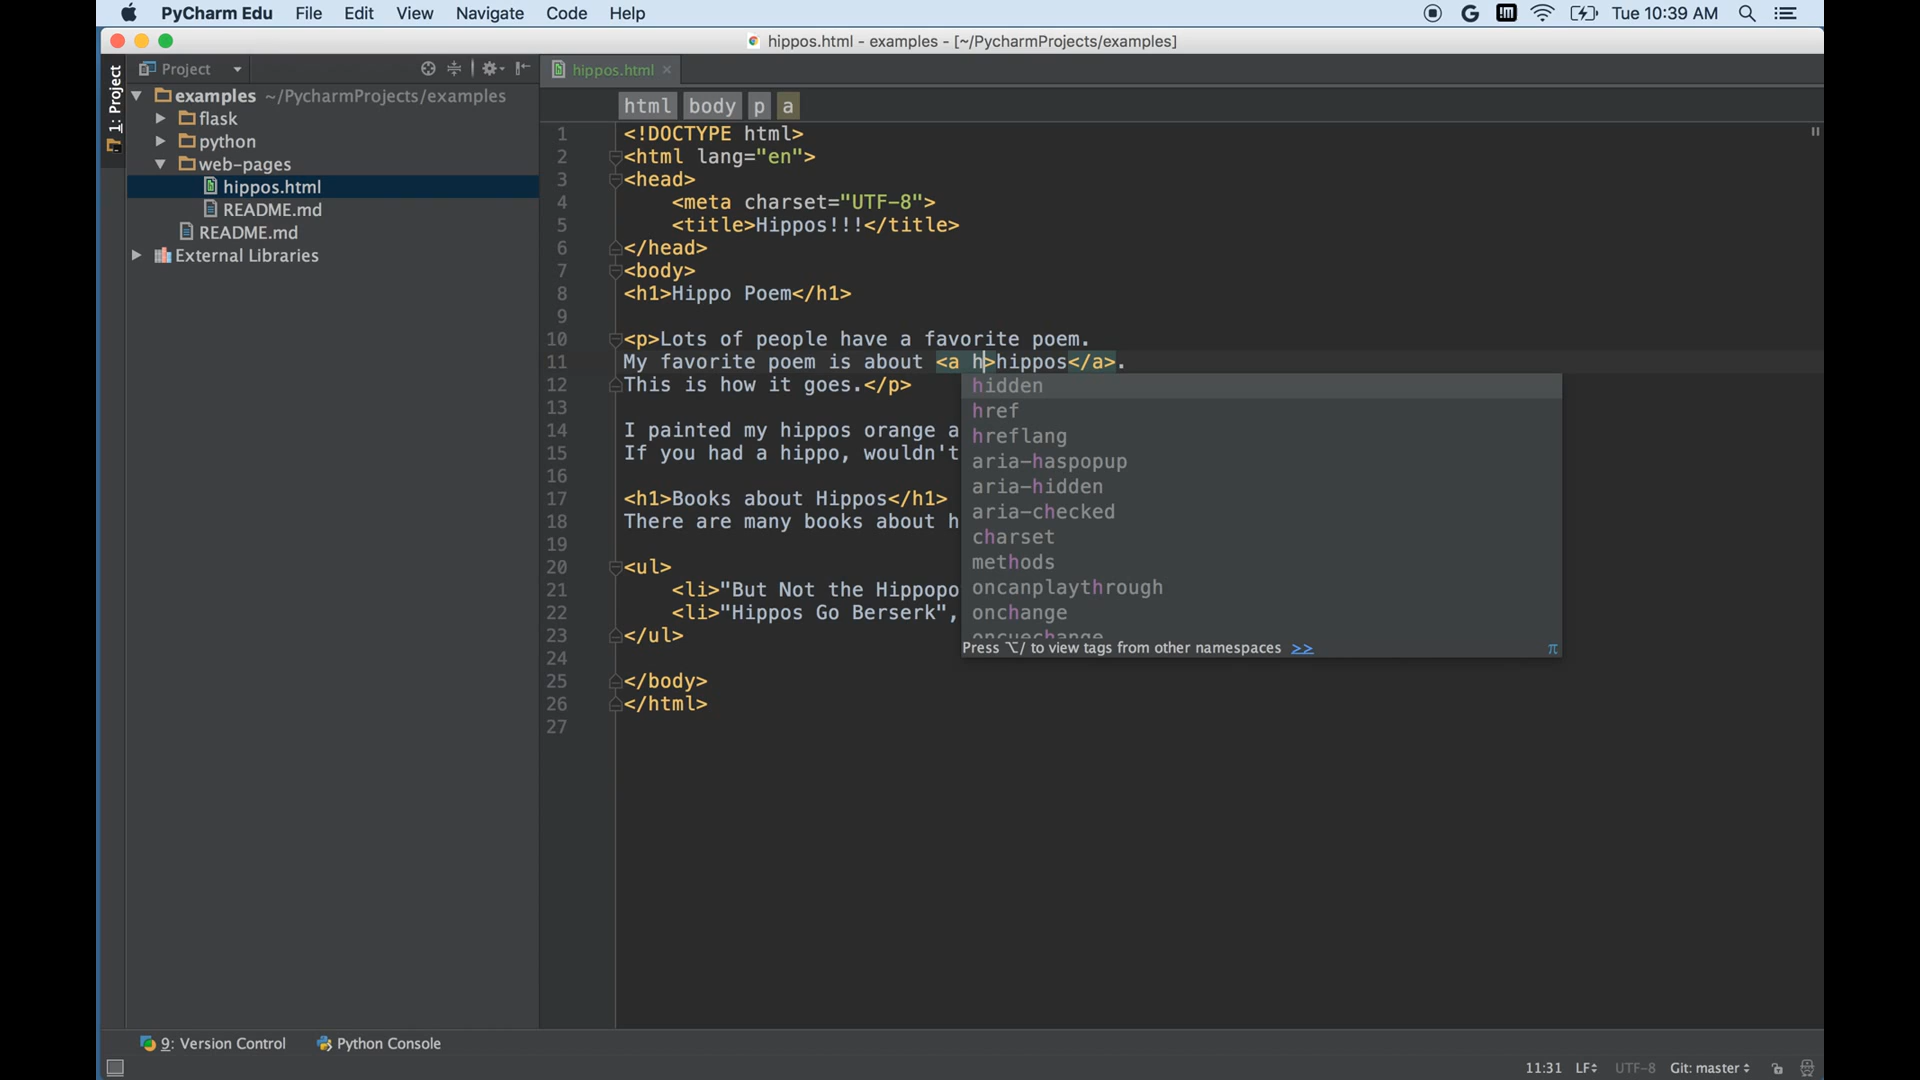 PyCharm Edu File Edit View Navigate Code Help Tue 10:39 AM
hippos.html - examples - [~/PycharmProjects/examples]
1: Project
Project
hippos.html
examples ~/PycharmProjects/examples
flask
python
web-pages
hippos.html
README.md
README.md
External Libraries
html body p a
1 <!DOCTYPE html>
2 <html lang="en">
3 <head>
4 <meta charset="UTF-8">
5 <title>Hippos!!!</title>
6 </head>
7 <body>
8 <h1>Hippo Poem</h1>
9
10 <p>Lots of people have a favorite poem.
11 My favorite poem is about <a h>hippos</a>.
12 This is how it goes.</p>
13
14 I painted my hippos orange a
15 If you had a hippo, wouldn't
16
17 <h1>Books about Hippos</h1>
18 There are many books about h
19
20 <ul>
21 <li>"But Not the Hippopo
22 <li>"Hippos Go Berserk",
23 </ul>
24
25 </body>
26 </html>
27
hidden
href
hreflang
aria-haspopup
aria-hidden
aria-checked
charset
methods
oncanplaythrough
onchange
oncuechange
Press ⌥/ to view tags from other namespaces >> π
9: Version Control Python Console
11:31 LF UTF-8 Git: master